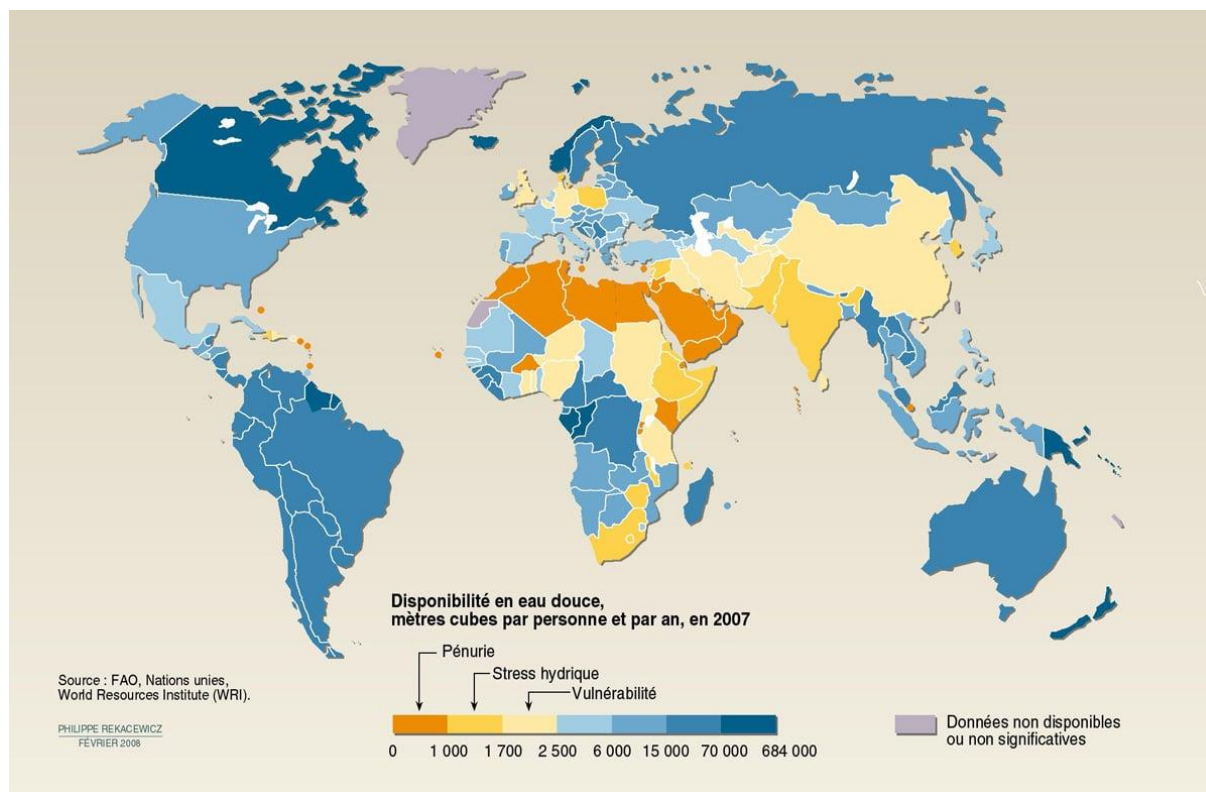 Disponibilité en eau douce,
mètres cubes par personne et par an, en 2007
Pénurie
Stress hydrique
Vulnérabilité
0 1 000 1 700 2 500 6 000 15 000 70 000 684 000
Données non disponibles
ou non significatives
Source : FAO, Nations unies,
World Resources Institute (WRI).
PHILIPPE REKACEWICZ
FÉVRIER 2008